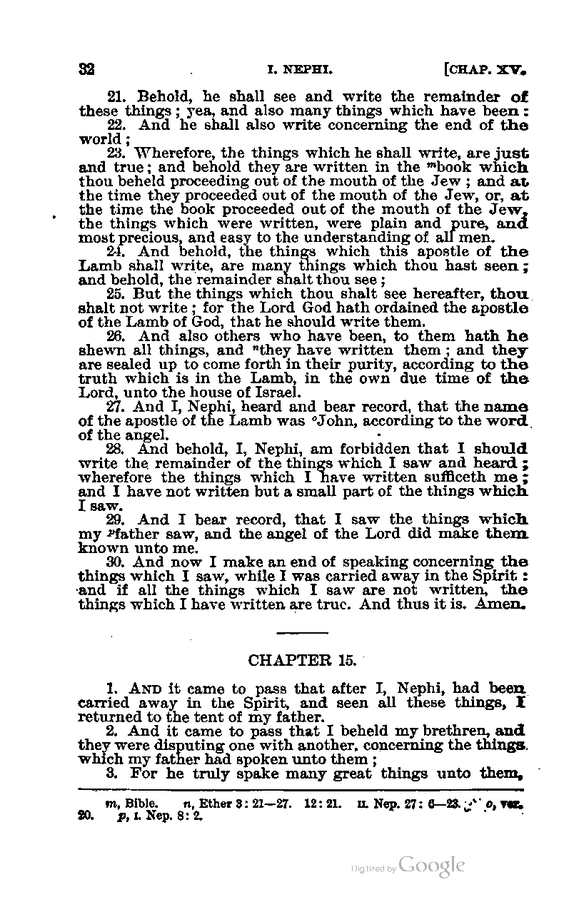 32 I. NEPHI. [CHAP. XV.
21. Behold, he shall see and write the remainder of
these things; yea, and also many things which have been:
22. And he shall also write concerning the end of the
world;
23. Wherefore, the things which he shall write, are just
and true; and behold they are written in the ᵐbook which
thou beheld proceeding out of the mouth of the Jew; and at
the time they proceeded out of the mouth of the Jew, or, at
the time the book proceeded out of the mouth of the Jew,
the things which were written, were plain and pure, and
most precious, and easy to the understanding of all men.
24. And behold, the things which this apostle of the
Lamb shall write, are many things which thou hast seen;
and behold, the remainder shalt thou see;
25. But the things which thou shalt see hereafter, thou
shalt not write; for the Lord God hath ordained the apostle
of the Lamb of God, that he should write them.
26. And also others who have been, to them hath he
shewn all things, and ⁿthey have written them; and they
are sealed up to come forth in their purity, according to the
truth which is in the Lamb, in the own due time of the
Lord, unto the house of Israel.
27. And I, Nephi, heard and bear record, that the name
of the apostle of the Lamb was ᵒJohn, according to the word
of the angel.
28. And behold, I, Nephi, am forbidden that I should
write the remainder of the things which I saw and heard;
wherefore the things which I have written sufficeth me;
and I have not written but a small part of the things which
I saw.
29. And I bear record, that I saw the things which
my ᵖfather saw, and the angel of the Lord did make them
known unto me.
30. And now I make an end of speaking concerning the
things which I saw, while I was carried away in the Spirit:
and if all the things which I saw are not written, the
things which I have written are true. And thus it is. Amen.
CHAPTER 15.
1. AND it came to pass that after I, Nephi, had been
carried away in the Spirit, and seen all these things, I
returned to the tent of my father.
2. And it came to pass that I beheld my brethren, and
they were disputing one with another, concerning the things
which my father had spoken unto them;
3. For he truly spake many great things unto them,
m, Bible. n, Ether 3: 21—27. 12: 21. II. Nep. 27: 6—23. o, ver.
20. p, I. Nep. 8: 2.
Digitized by Google